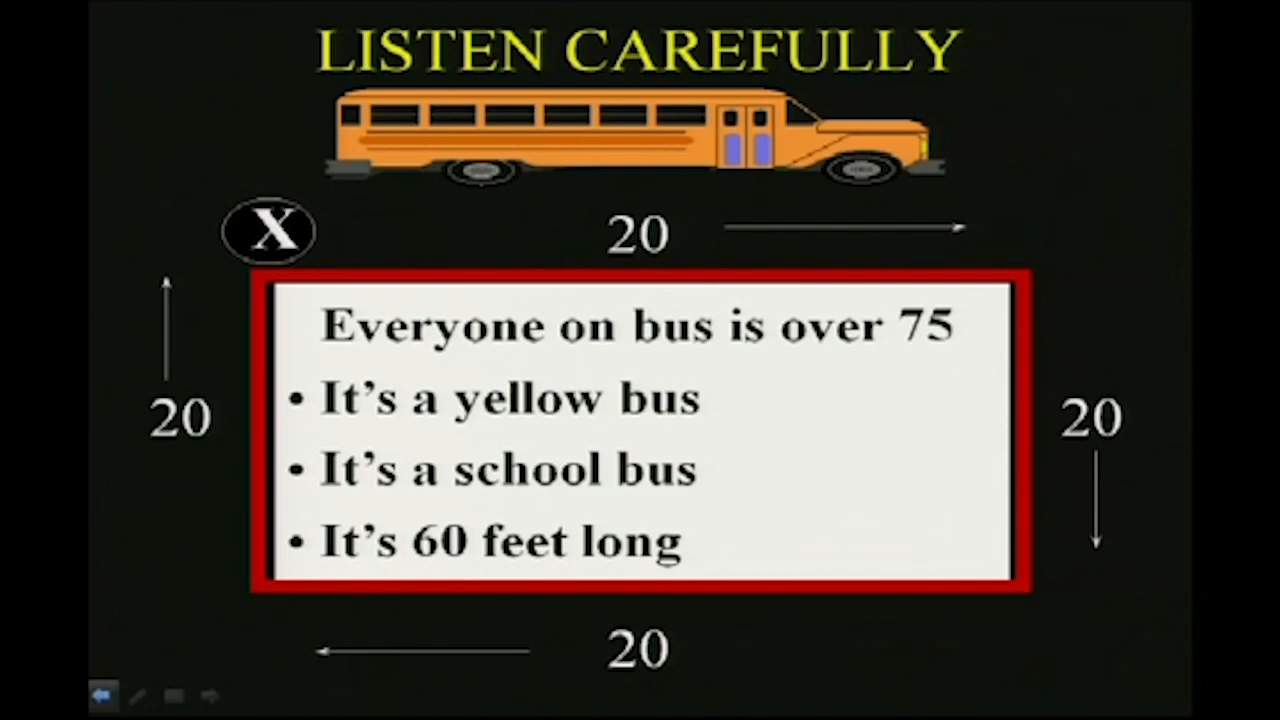 LISTEN CAREFULLY
X
20
Everyone on bus is over 75
20
• It's a yellow bus
20
• It's a school bus
• It's 60 feet long
20